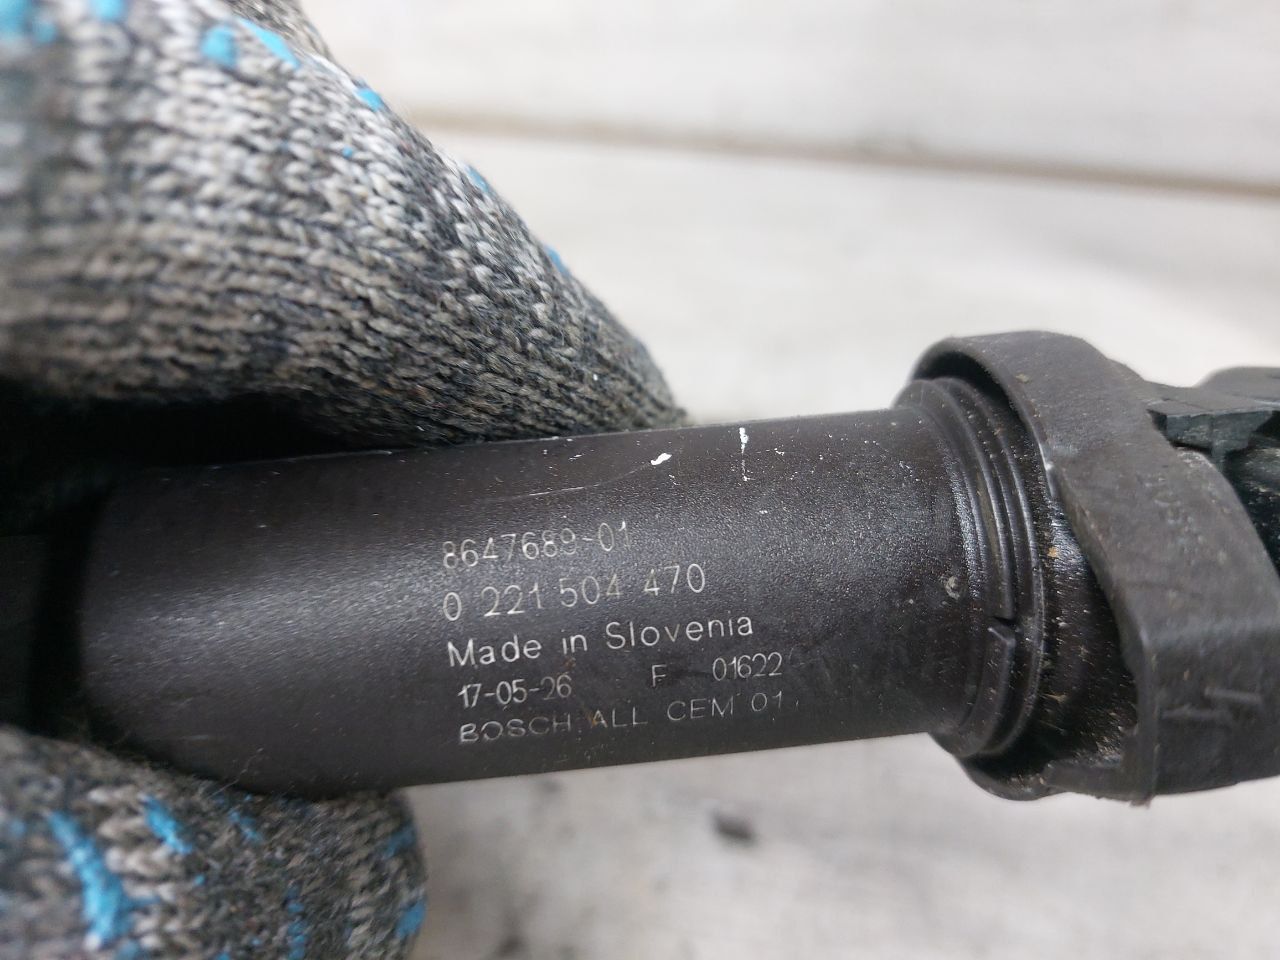 8647689-01
0 221 504 470
Made in Slovenia
17-05-26 F 01622
BOSCH ALL CEM 01